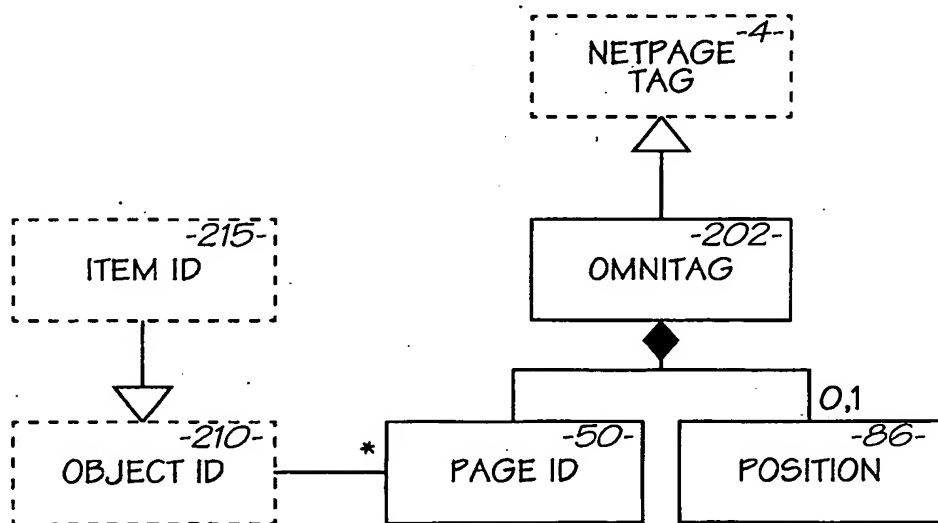 -4-
NETPAGE
TAG
-215-
ITEM ID
-202-
OMNITAG
0,1
-210-
OBJECT ID
*
-50-
PAGE ID
-86-
POSITION